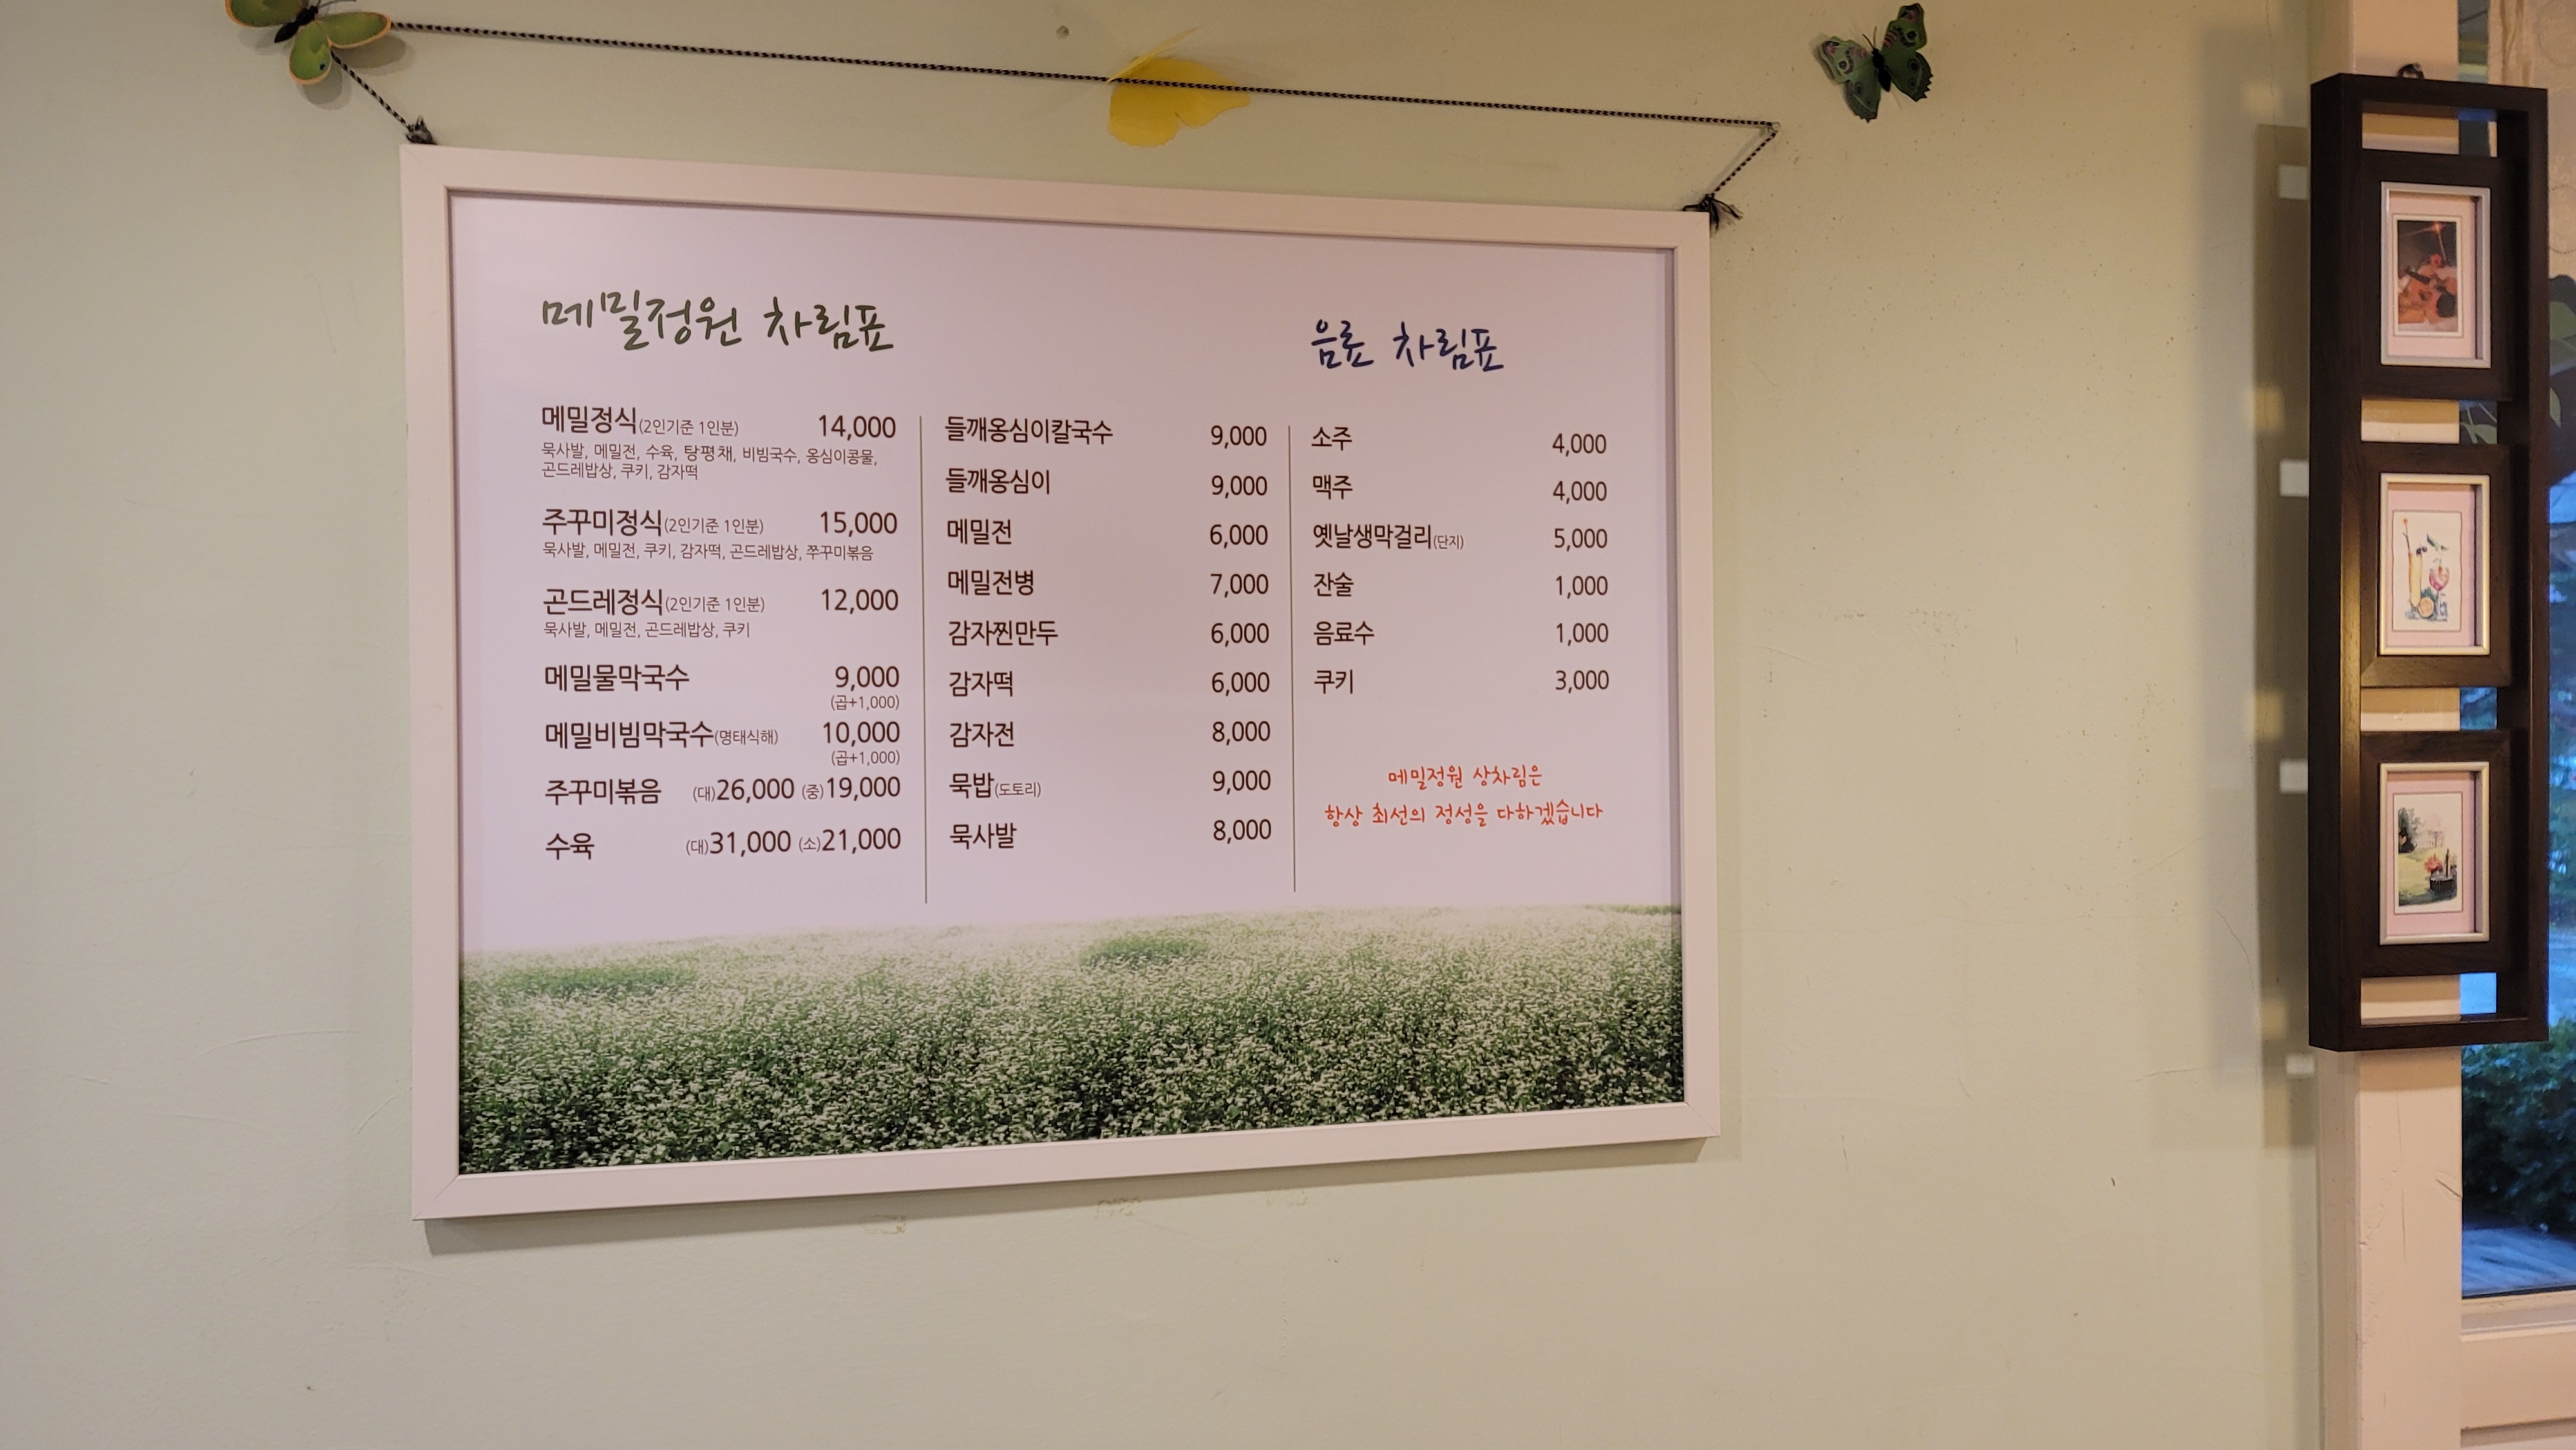 메밀정원 차림표
메밀정식(2인기준 1인분) 14,000
묵사발, 메밀전, 수육, 탕평채, 비빔국수, 옹심이콩물,
곤드레밥상, 쿠키, 감자떡
주꾸미정식(2인기준 1인분) 15,000
묵사발, 메밀전, 쿠키, 감자떡, 곤드레밥상, 쭈꾸미볶음
곤드레정식(2인기준 1인분) 12,000
묵사발, 메밀전, 곤드레밥상, 쿠키
메밀물막국수 9,000
(곱+1,000)
메밀비빔막국수(명태식해) 10,000
(곱+1,000)
주꾸미볶음 (대)26,000 (중)19,000
수육 (대)31,000 (소)21,000
들깨옹심이칼국수 9,000
들깨옹심이 9,000
메밀전 6,000
메밀전병 7,000
감자찐만두 6,000
감자떡 6,000
감자전 8,000
묵밥(도토리) 9,000
묵사발 8,000
음료 차림표
소주 4,000
맥주 4,000
옛날생막걸리(단지) 5,000
잔술 1,000
음료수 1,000
쿠키 3,000
메밀정원 상차림은
항상 최선의 정성을 다하겠습니다